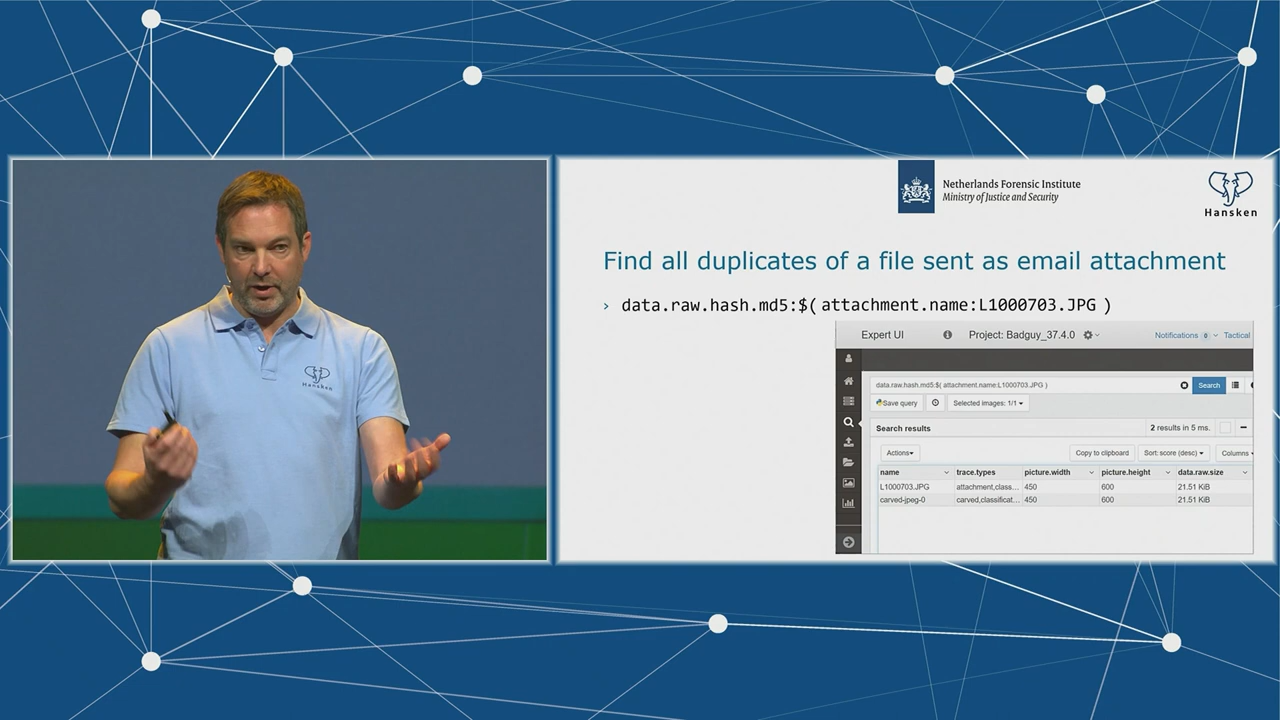 Hansken
Netherlands Forensic Institute
Ministry of Justice and Security
Hansken
Find all duplicates of a file sent as email attachment
› data.raw.hash.md5:$( attachment.name:L1000703.JPG )
Expert UI Project: Badguy_37.4.0 Notifications 0 Tactical
data.raw.hash.md5:$( attachment.name:L1000703.JPG ) Search
Save query Selected images: 1/1
Search results 2 results in 5 ms.
Actions Copy to clipboard Sort: score (desc) Columns
name trace.types picture.width picture.height data.raw.size
L1000703.JPG attachment,class... 450 600 21.51 KiB
carved-jpeg-0 carved,classificat... 450 600 21.51 KiB